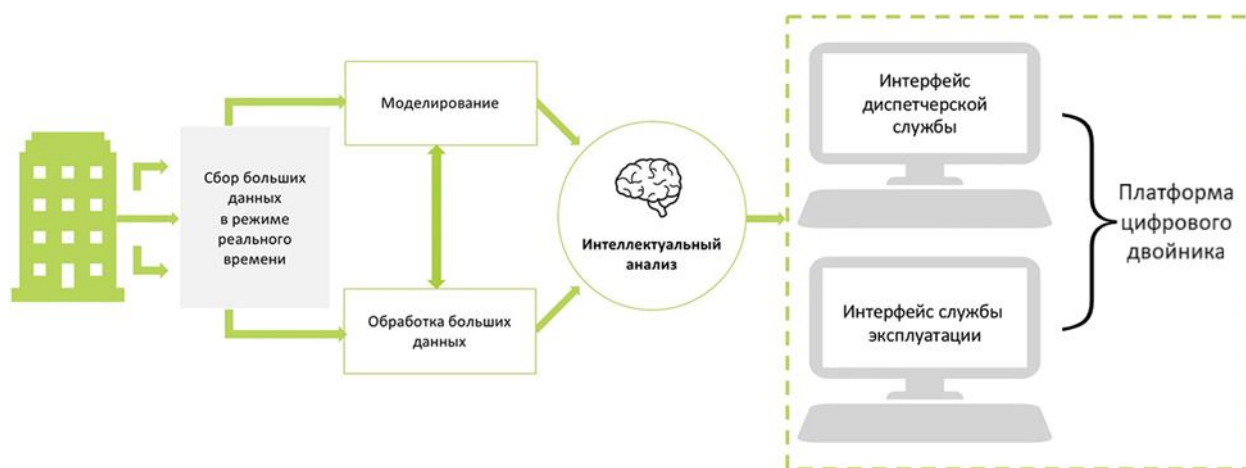 Сбор больших
данных
в режиме
реального
времени
Моделирование
Обработка больших
данных
Интеллектуальный
анализ
Интерфейс
диспетчерской
службы
Интерфейс службы
эксплуатации
Платформа
цифрового
двойника